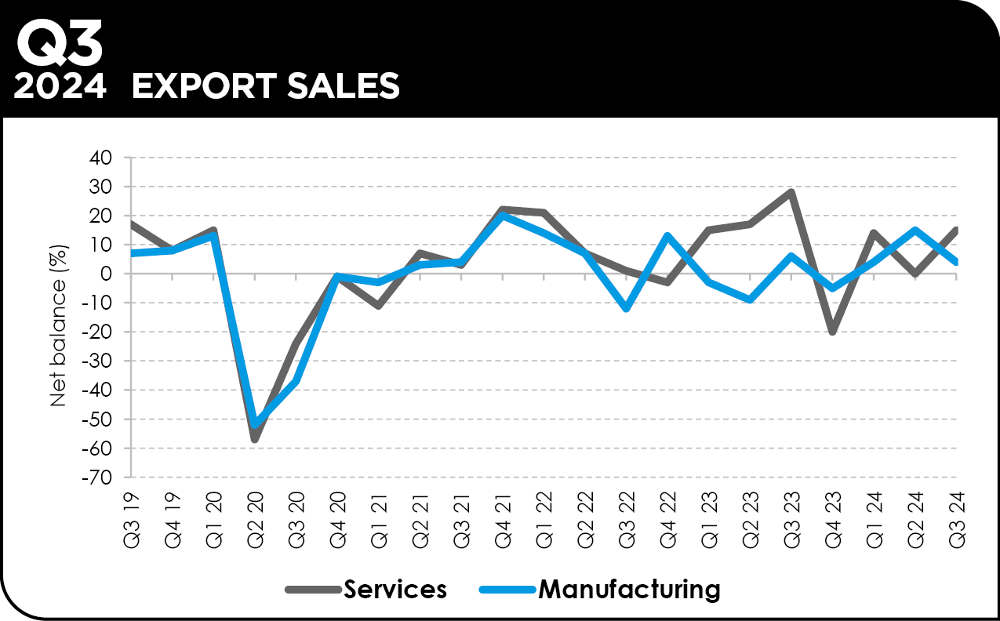 Q3
2024 EXPORT SALES
40
30
20
10
0
-10
-20
-30
-40
-50
-60
-70
Net balance (%)
Q3 19
Q4 19
Q1 20
Q2 20
Q3 20
Q4 20
Q1 21
Q2 21
Q3 21
Q4 21
Q1 22
Q2 22
Q3 22
Q4 22
Q1 23
Q2 23
Q3 23
Q4 23
Q1 24
Q2 24
Q3 24
Services Manufacturing